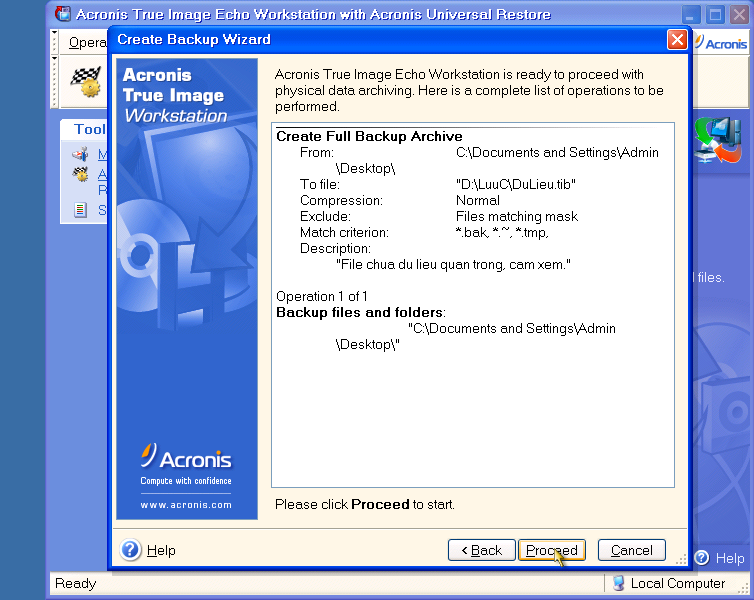 Acronis True Image Echo Workstation with Acronis Universal Restore
Opera
Acronis
Create Backup Wizard
Acronis
True Image
Workstation
Acronis True Image Echo Workstation is ready to proceed with
physical data archiving. Here is a complete list of operations to be
performed.
Create Full Backup Archive
From: C:\Documents and Settings\Admin
\Desktop\
To file: "D:\LuuC\DuLieu.tib"
Compression: Normal
Exclude: Files matching mask
Match criterion: *.bak, *.~, *.tmp,
Description:
"File chua du lieu quan trong, cam xem."
Operation 1 of 1
Backup files and folders:
"C:\Documents and Settings\Admin
\Desktop\"
Acronis
Compute with confidence
www.acronis.com
Please click Proceed to start.
Help
< Back
Proceed
Cancel
Tool
M
A
R
S
files.
Help
Ready
Local Computer